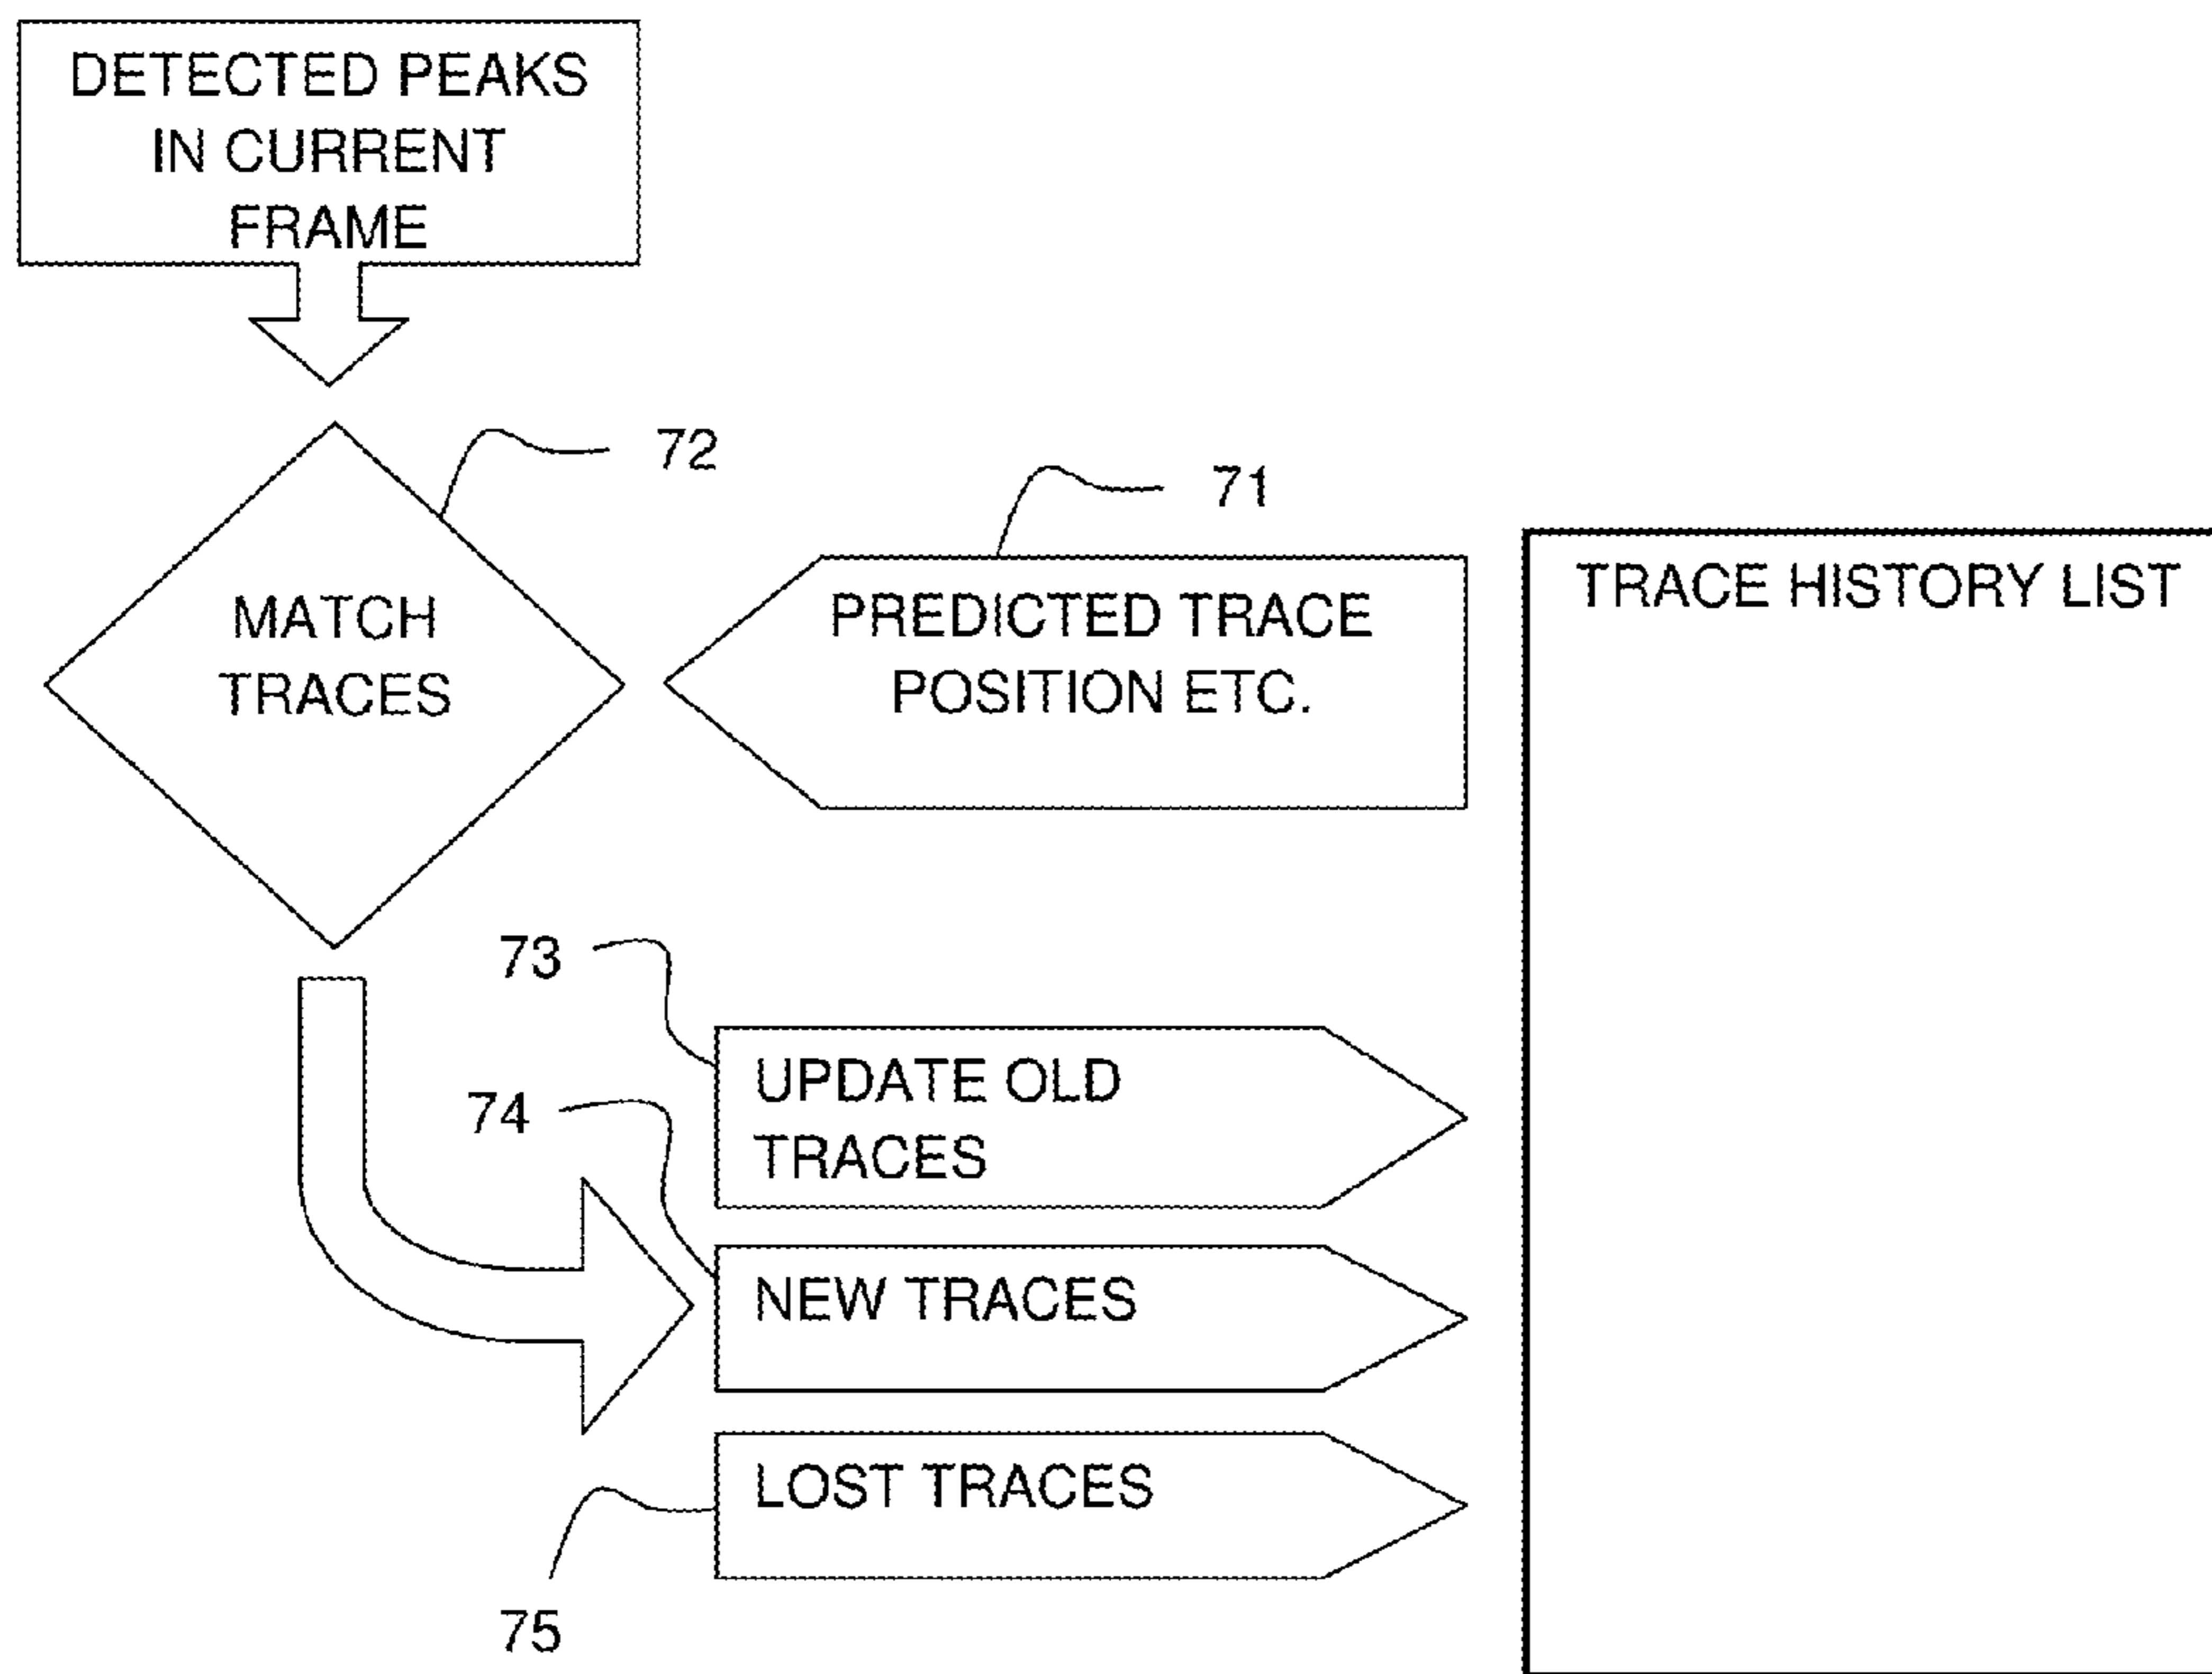 DETECTED PEAKS
IN CURRENT
FRAME
72
71
MATCH
TRACES
PREDICTED TRACE
POSITION ETC.
TRACE HISTORY LIST
73
UPDATE OLD
TRACES
74
NEW TRACES
LOST TRACES
75